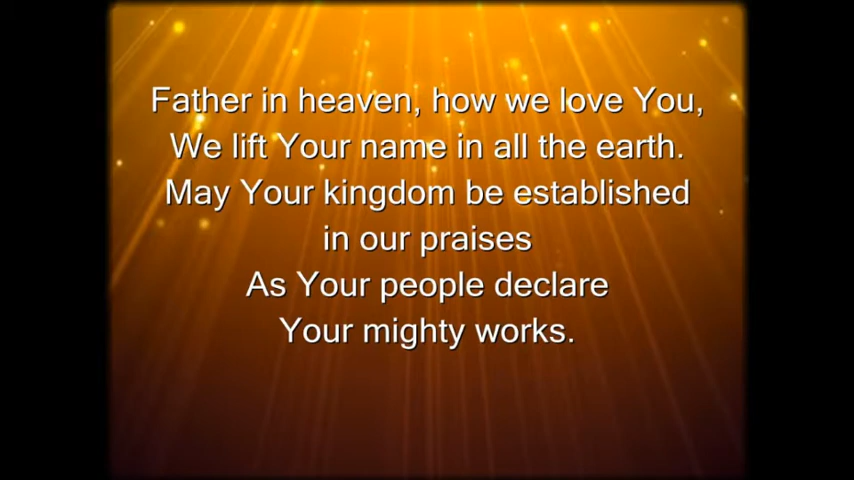 Father in heaven, how we love You,
We lift Your name in all the earth.
May Your kingdom be established
in our praises
As Your people declare
Your mighty works.